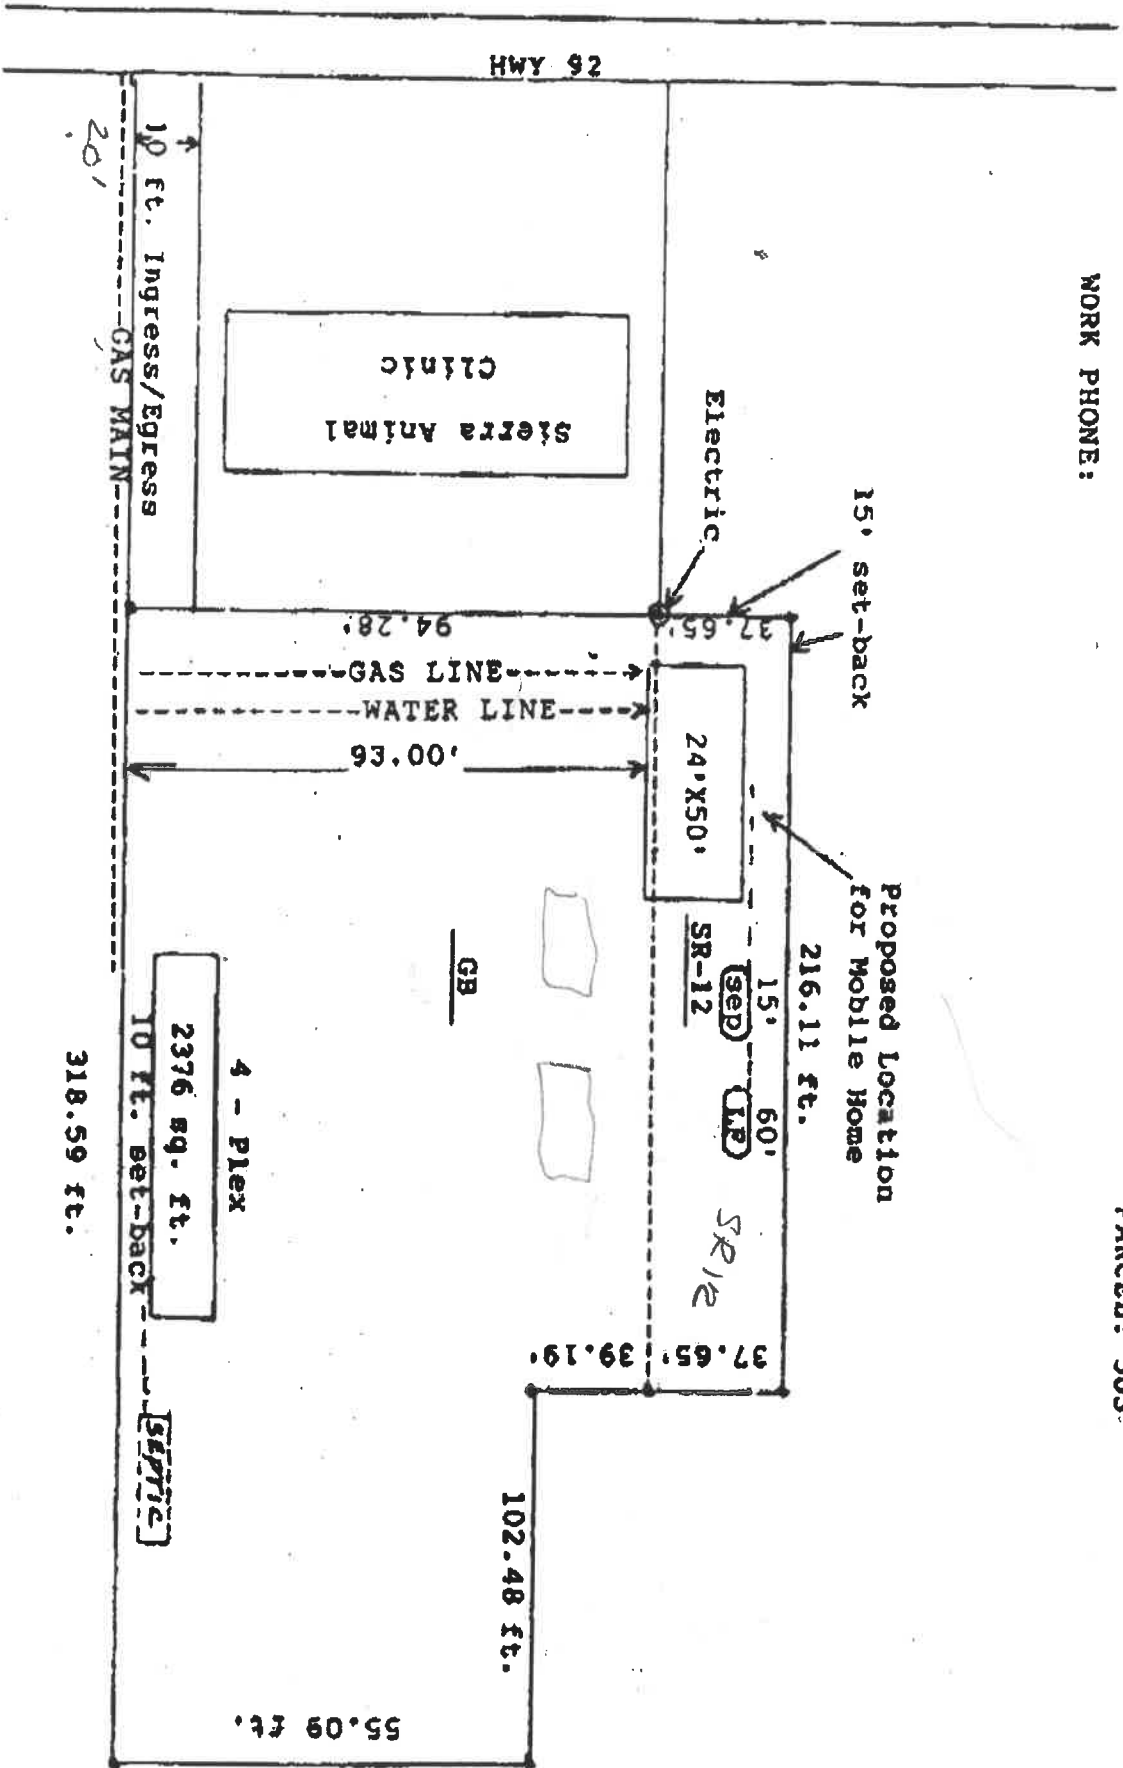 WORK PHONE:
HWY 92
10 ft. Ingress/Egress
20'
GAS MAIN
Sierra Animal
Clinic
Electric
15' set-back
37.65'
94.28'
GAS LINE
WATER LINE
93.00'
24'X50'
Proposed Location
for Mobile Home
216.11 ft.
15'
60'
sep
LP
SR-12
SR12
GB
37.65'
39.19'
4 - Plex
2376 sq. ft.
10 ft. set-back
SEPTIC
102.48 ft.
318.59 ft.
55.09 ft.